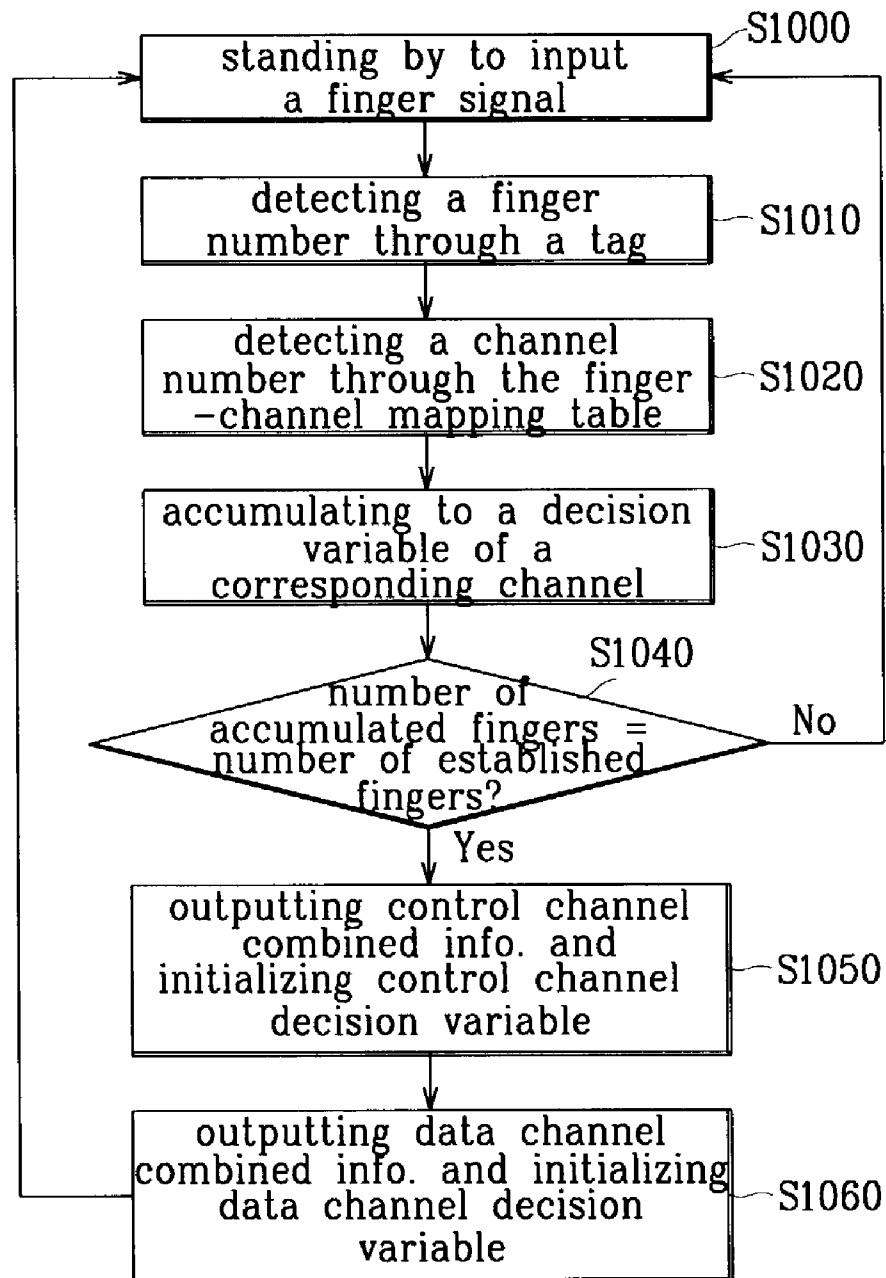 S1000
standing by to input
a finger signal
detecting a finger
number through a tag
S1010
detecting a channel
number through the finger
-channel mapping table
S1020
accumulating to a decision
variable of a
corresponding channel
S1030
S1040
number of
accumulated fingers =
number of established
fingers?
No
Yes
outputting control channel
combined info. and
initializing control channel
decision variable
S1050
outputting data channel
combined info. and initializing
data channel decision
variable
S1060